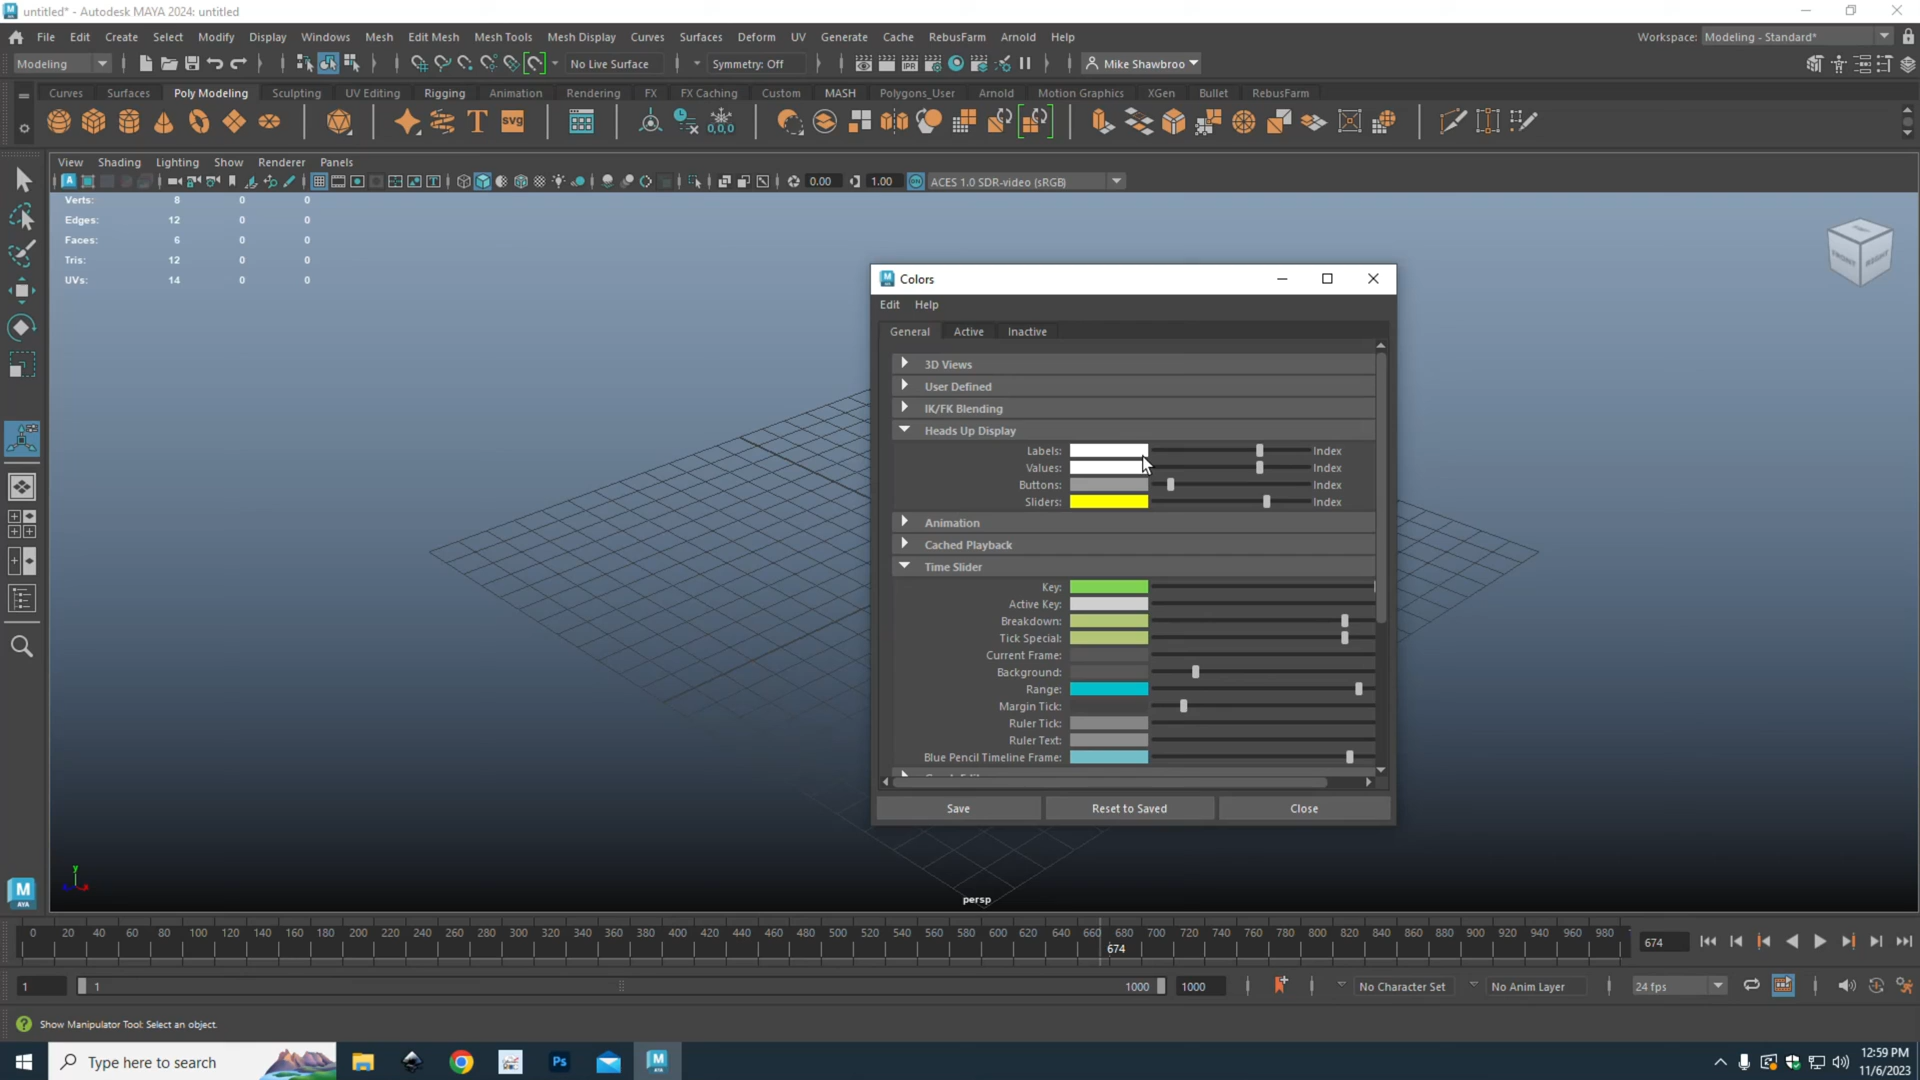 untitled* - Autodesk MAYA 2024: untitled
File Edit Create Select Modify Display Windows Mesh Edit Mesh Mesh Tools Mesh Display Curves Surfaces Deform UV Generate Cache RebusFarm Arnold Help Workspace: Modeling - Standard*
Modeling No Live Surface Symmetry: Off Mike Shawbroo
Curves Surfaces Poly Modeling Sculpting UV Editing Rigging Animation Rendering FX FX Caching Custom MASH Polygons_User Arnold Motion Graphics XGen Bullet RebusFarm
View Shading Lighting Show Renderer Panels
0.00 1.00 ACES 1.0 SDR-video (sRGB)
Verts: 8 0 0
Edges: 12 0 0
Faces: 6 0 0
Tris: 12 0 0
UVs: 14 0 0
FRONT RIGHT
Colors
Edit Help
General Active Inactive
3D Views
User Defined
IK/FK Blending
Heads Up Display
Labels: Index
Values: Index
Buttons: Index
Sliders: Index
Animation
Cached Playback
Time Slider
Key:
Active Key:
Breakdown:
Tick Special:
Current Frame:
Background:
Range:
Margin Tick:
Ruler Tick:
Ruler Text:
Blue Pencil Timeline Frame:
Save Reset to Saved Close
persp
0 20 40 60 80 100 120 140 160 180 200 220 240 260 280 300 320 340 360 380 400 420 440 460 480 500 520 540 560 580 600 620 640 660 680 700 720 740 760 780 800 820 840 860 880 900 920 940 960 980
674 674
1 1 1000 1000 No Character Set No Anim Layer 24 fps
Show Manipulator Tool: Select an object.
Type here to search 12:59 PM
11/6/2023